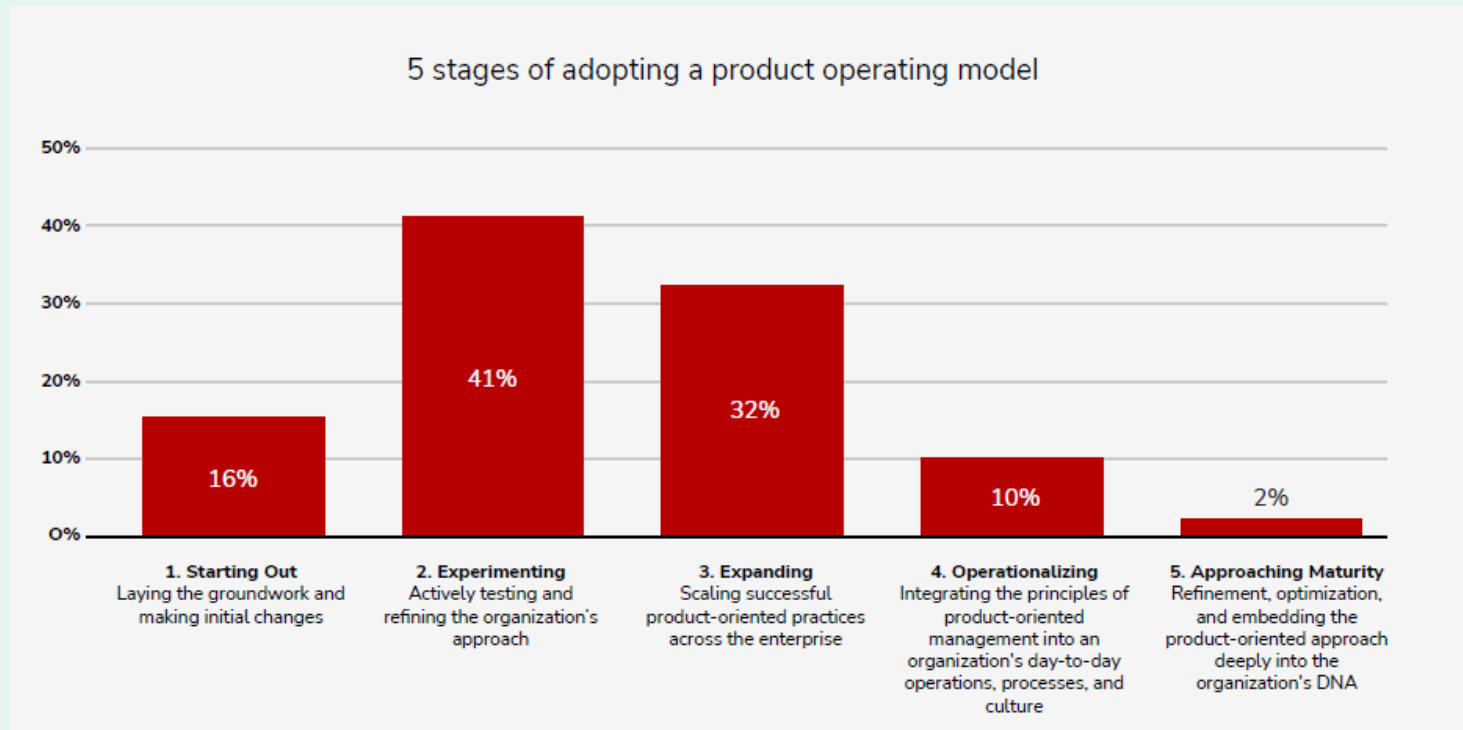 5 stages of adopting a product operating model
50%
40%
30%
20%
10%
0%
16%
41%
32%
10%
2%
1. Starting Out
Laying the groundwork and
making initial changes
2. Experimenting
Actively testing and
refining the organization's
approach
3. Expanding
Scaling successful
product-oriented practices
across the enterprise
4. Operationalizing
Integrating the principles of
product-oriented
management into an
organization's day-to-day
operations, processes, and
culture
5. Approaching Maturity
Refinement, optimization,
and embedding the
product-oriented approach
deeply into the
organization's DNA